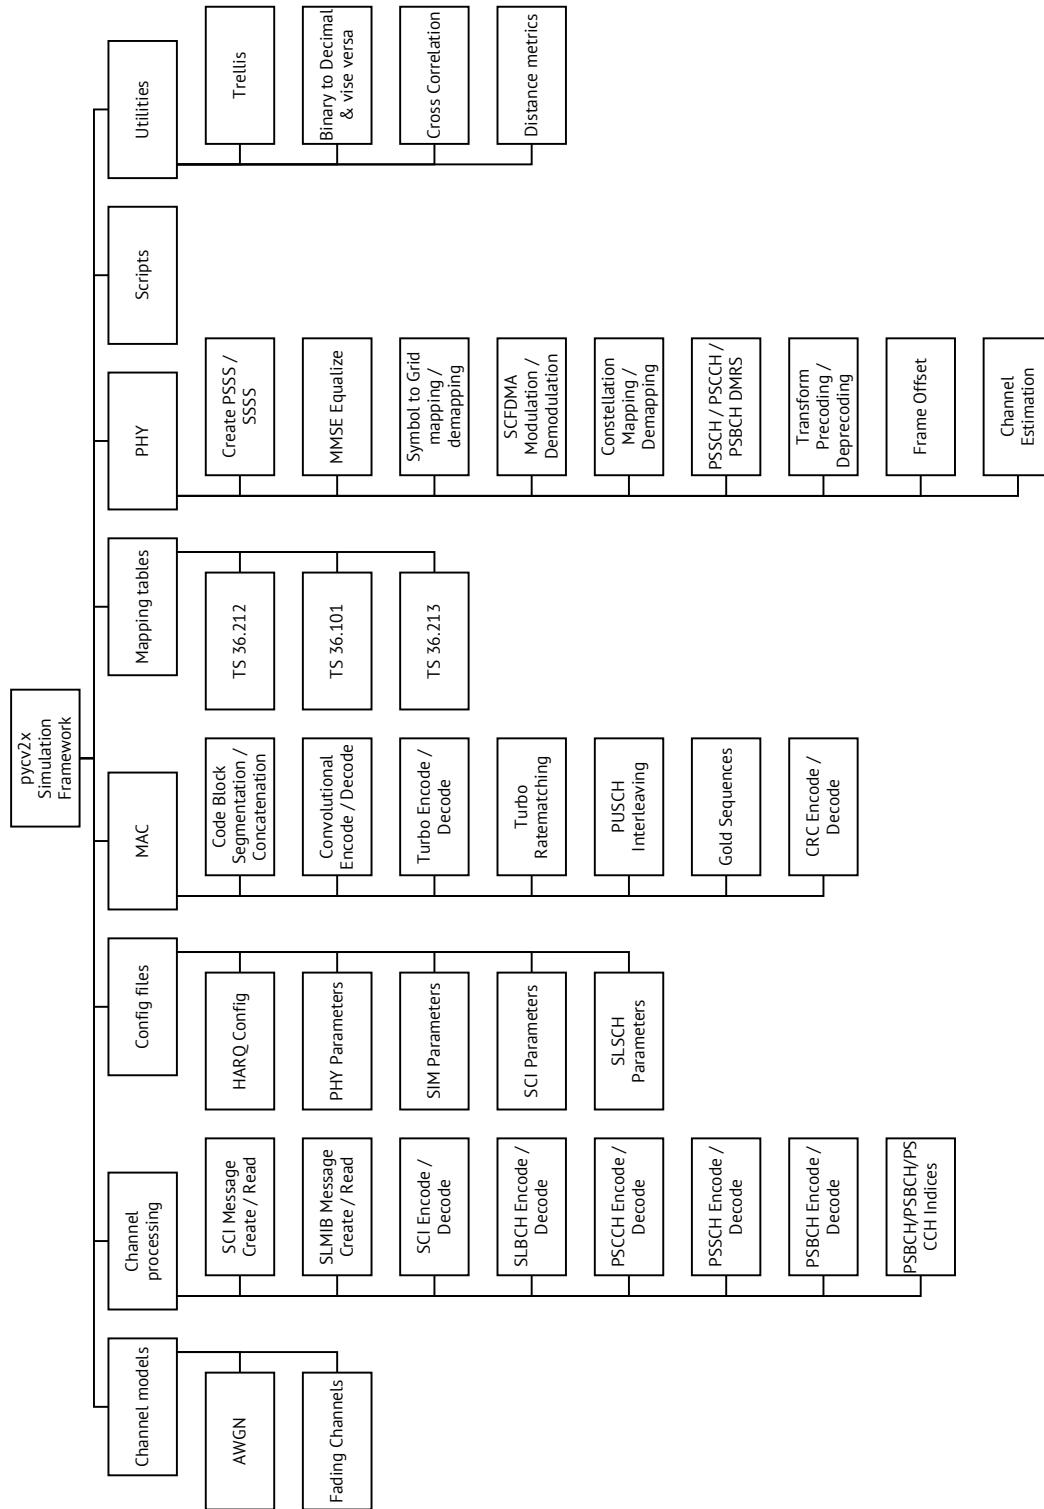 pycv2x
Simulation
Framework
Channel models
AWGN
Fading Channels
Channel
processing
SCI Message
Create / Read
SLMIB Message
Create / Read
SCI Encode /
Decode
SLBCH Encode /
Decode
PSCCH Encode /
Decode
PSSCH Encode /
Decode
PSBCH Encode /
Decode
PSBCH/PSBCH/PS
CCH Indices
Config files
HARQ Config
PHY Parameters
SIM Parameters
SCI Parameters
SLSCH
Parameters
MAC
Code Block
Segmentation /
Concatenation
Convolutional
Encode / Decode
Turbo Encode /
Decode
Turbo
Ratematching
PUSCH
Interleaving
Gold Sequences
CRC Encode /
Decode
Mapping tables
TS 36.212
TS 36.101
TS 36.213
PHY
Create PSSS /
SSSS
MMSE Equalize
Symbol to Grid
mapping /
demapping
SCFDMA
Modulation /
Demodulation
Constellation
Mapping /
Demapping
PSSCH / PSCCH /
PSBCH DMRS
Transform
Precoding /
Deprecoding
Frame Offset
Channel
Estimation
Scripts
Utilities
Trellis
Binary to Decimal
& vise versa
Cross Correlation
Distance metrics